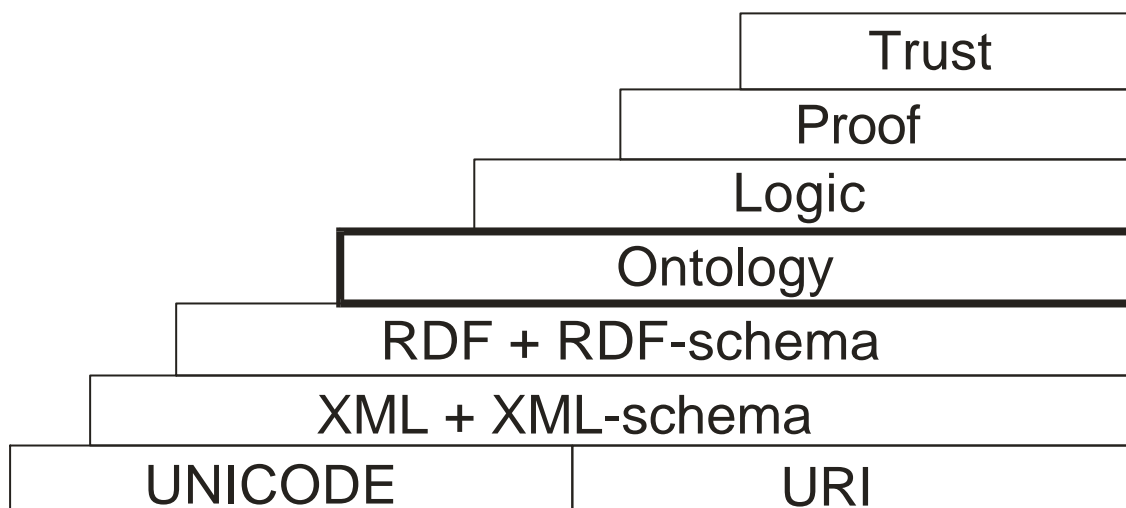 Trust
Proof
Logic
Ontology
RDF + RDF-schema
XML + XML-schema
UNICODE URI